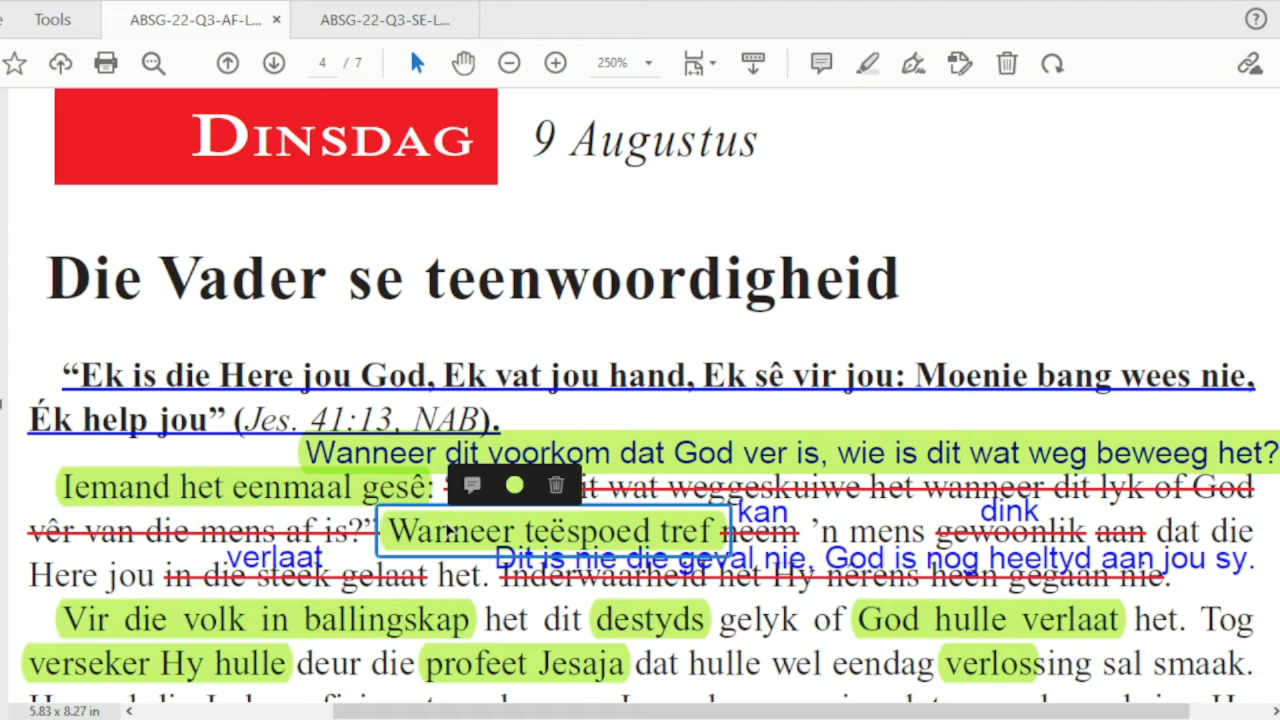 Tools
ABSG-22-Q3-AF-L... ×
ABSG-22-Q3-SE-L...
4 / 7
250%
DINSDAG 9 Augustus
Die Vader se teenwoordigheid
“Ek is die Here jou God, Ek vat jou hand, Ek sê vir jou: Moenie bang wees nie,
Ék help jou” (Jes. 41:13, NAB).
Wanneer dit voorkom dat God ver is, wie is dit wat weg beweeg het?
Iemand het eenmaal gesê: it wat weggeskuiwe het wanneer dit lyk of God
kan dink
vêr van die mens af is?” Wanneer teëspoed tref neem ’n mens gewoonlik aan dat die
verlaat Dit is nie die geval nie, God is nog heeltyd aan jou sy.
Here jou in die steek gelaat het. Inderwaarheid het Hy nêrens heen gegaan nie.
Vir die volk in ballingskap het dit destyds gelyk of God hulle verlaat het. Tog
verseker Hy hulle deur die profeet Jesaja dat hulle wel eendag verlossing sal smaak.
5.83 x 8.27 in